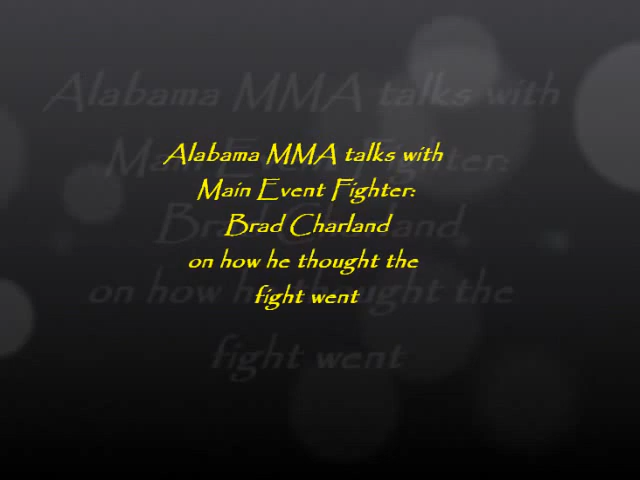 Alabama MMA talks with
Main Event Fighter:
Brad Charland
on how he thought the
fight went